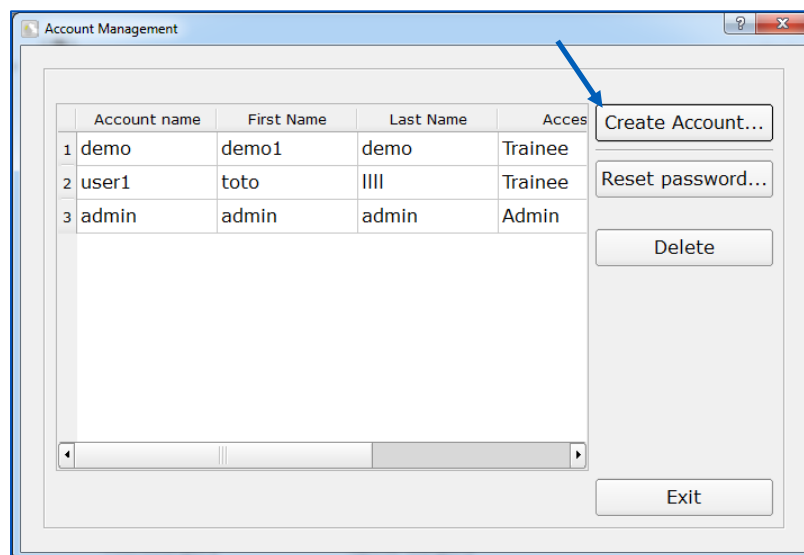 Account Management
Account name First Name Last Name Acces
1 demo demo1 demo Trainee
2 user1 toto llll Trainee
3 admin admin admin Admin
Create Account...
Reset password...
Delete
Exit